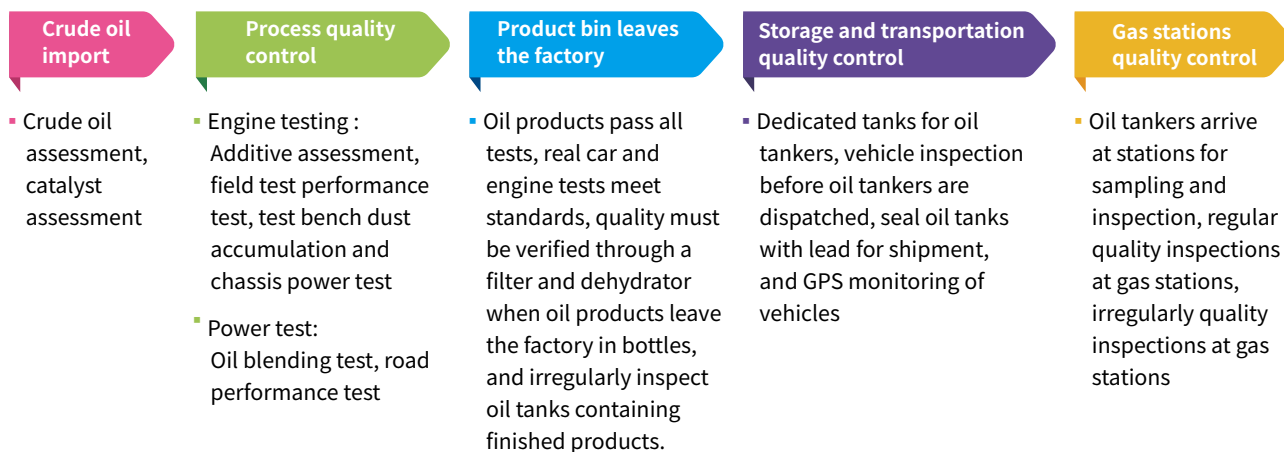 Crude oil
import
▪ Crude oil
assessment,
catalyst
assessment
Process quality
control
▪ Engine testing :
Additive assessment,
field test performance
test, test bench dust
accumulation and
chassis power test
▪ Power test:
Oil blending test, road
performance test
Product bin leaves
the factory
▪ Oil products pass all
tests, real car and
engine tests meet
standards, quality must
be verified through a
filter and dehydrator
when oil products leave
the factory in bottles,
and irregularly inspect
oil tanks containing
finished products.
Storage and transportation
quality control
▪ Dedicated tanks for oil
tankers, vehicle inspection
before oil tankers are
dispatched, seal oil tanks
with lead for shipment,
and GPS monitoring of
vehicles
Gas stations
quality control
▪ Oil tankers arrive
at stations for
sampling and
inspection, regular
quality inspections
at gas stations,
irregularly quality
inspections at gas
stations